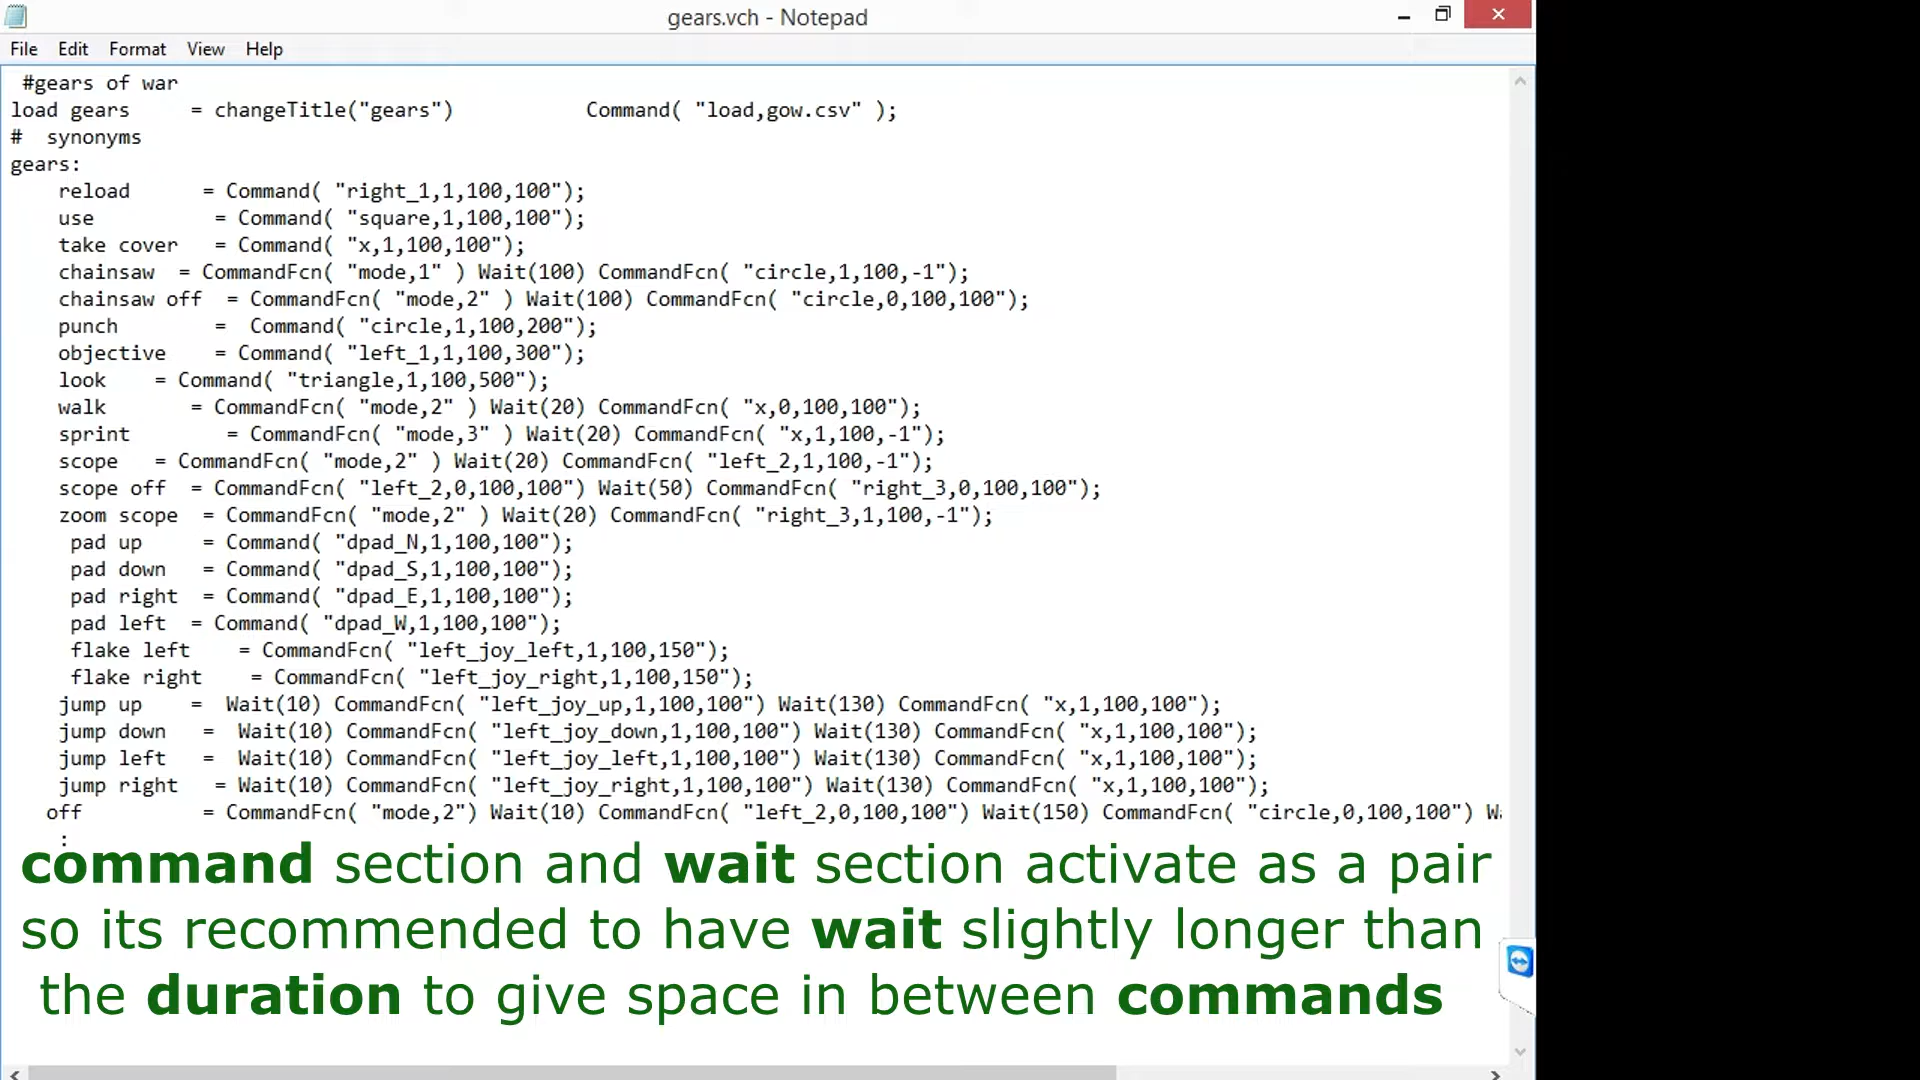 gears.vch - Notepad
File Edit Format View Help
#gears of war
load gears = changeTitle("gears") Command( "load,gow.csv" );
# synonyms
gears:
reload = Command( "right_1,1,100,100");
use = Command( "square,1,100,100");
take cover = Command( "x,1,100,100");
chainsaw = CommandFcn( "mode,1" ) Wait(100) CommandFcn( "circle,1,100,-1");
chainsaw off = CommandFcn( "mode,2" ) Wait(100) CommandFcn( "circle,0,100,100");
punch = Command( "circle,1,100,200");
objective = Command( "left_1,1,100,300");
look = Command( "triangle,1,100,500");
walk = CommandFcn( "mode,2" ) Wait(20) CommandFcn( "x,0,100,100");
sprint = CommandFcn( "mode,3" ) Wait(20) CommandFcn( "x,1,100,-1");
scope = CommandFcn( "mode,2" ) Wait(20) CommandFcn( "left_2,1,100,-1");
scope off = CommandFcn( "left_2,0,100,100") Wait(50) CommandFcn( "right_3,0,100,100");
zoom scope = CommandFcn( "mode,2" ) Wait(20) CommandFcn( "right_3,1,100,-1");
pad up = Command( "dpad_N,1,100,100");
pad down = Command( "dpad_S,1,100,100");
pad right = Command( "dpad_E,1,100,100");
pad left = Command( "dpad_W,1,100,100");
flake left = CommandFcn( "left_joy_left,1,100,150");
flake right = CommandFcn( "left_joy_right,1,100,150");
jump up = Wait(10) CommandFcn( "left_joy_up,1,100,100") Wait(130) CommandFcn( "x,1,100,100");
jump down = Wait(10) CommandFcn( "left_joy_down,1,100,100") Wait(130) CommandFcn( "x,1,100,100");
jump left = Wait(10) CommandFcn( "left_joy_left,1,100,100") Wait(130) CommandFcn( "x,1,100,100");
jump right = Wait(10) CommandFcn( "left_joy_right,1,100,100") Wait(130) CommandFcn( "x,1,100,100");
off = CommandFcn( "mode,2") Wait(10) CommandFcn( "left_2,0,100,100") Wait(150) CommandFcn( "circle,0,100,100")
:
command section and wait section activate as a pair
so its recommended to have wait slightly longer than
the duration to give space in between commands